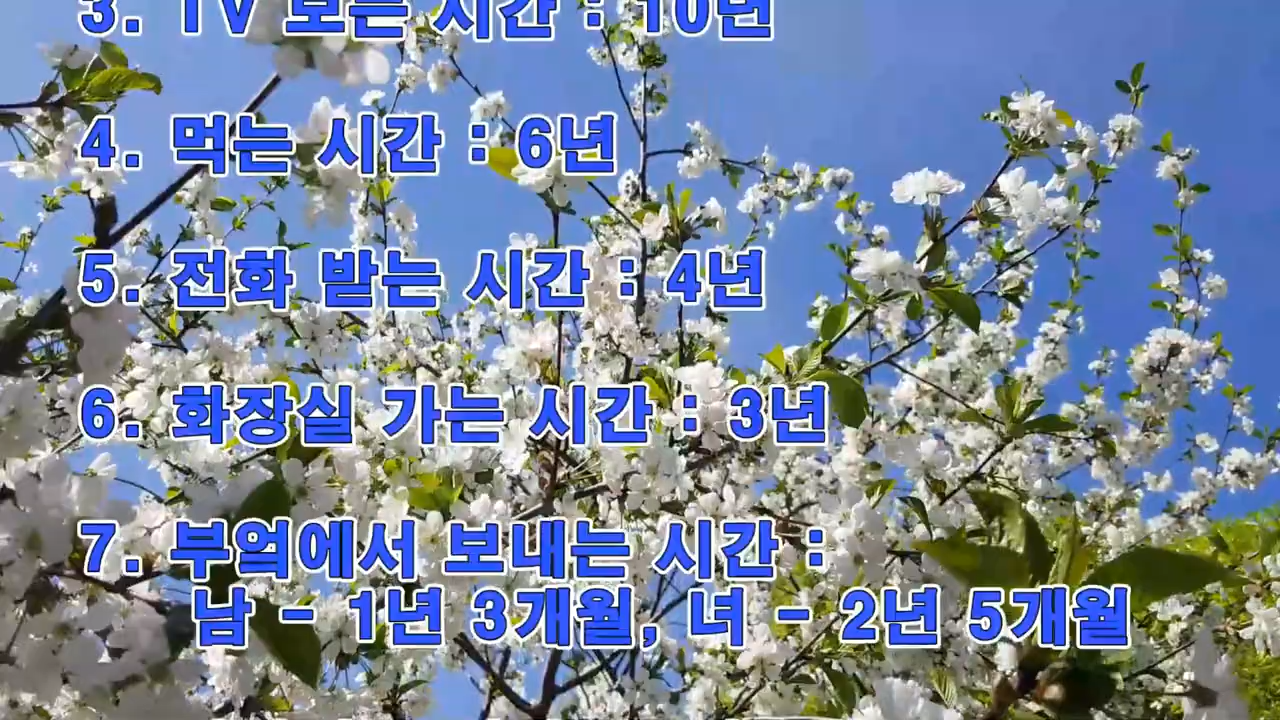 3. TV 보는 시간 : 10년
4. 먹는 시간 : 6년
5. 전화 받는 시간 : 4년
6. 화장실 가는 시간 : 3년
7. 부엌에서 보내는 시간 :
남 - 1년 3개월, 녀 - 2년 5개월